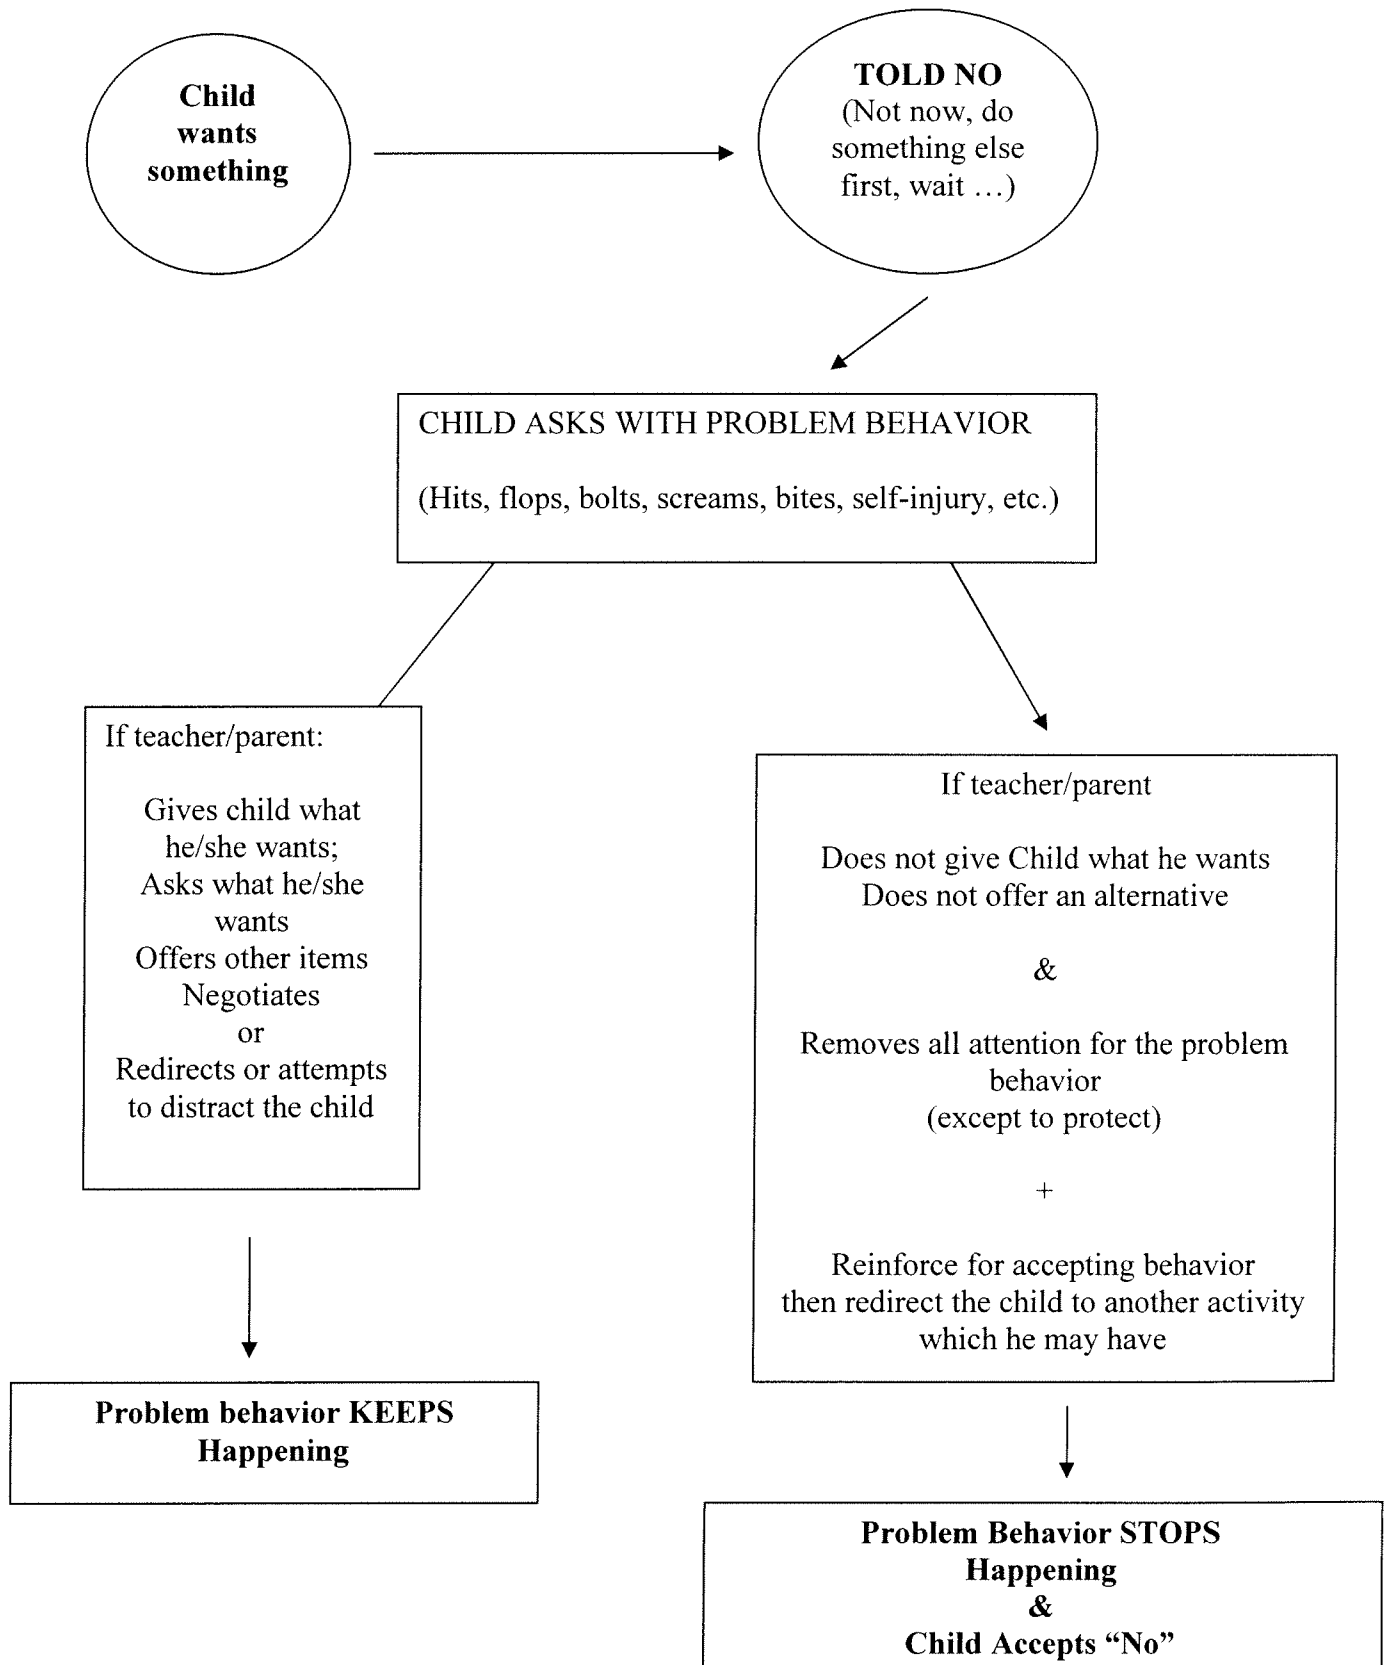 Child
wants
something
TOLD NO
(Not now, do
something else
first, wait …)
CHILD ASKS WITH PROBLEM BEHAVIOR
(Hits, flops, bolts, screams, bites, self-injury, etc.)
If teacher/parent:
Gives child what
he/she wants;
Asks what he/she
wants
Offers other items
Negotiates
or
Redirects or attempts
to distract the child
Problem behavior KEEPS
Happening
If teacher/parent
Does not give Child what he wants
Does not offer an alternative
&
Removes all attention for the problem
behavior
(except to protect)
+
Reinforce for accepting behavior
then redirect the child to another activity
which he may have
Problem Behavior STOPS
Happening
&
Child Accepts “No”